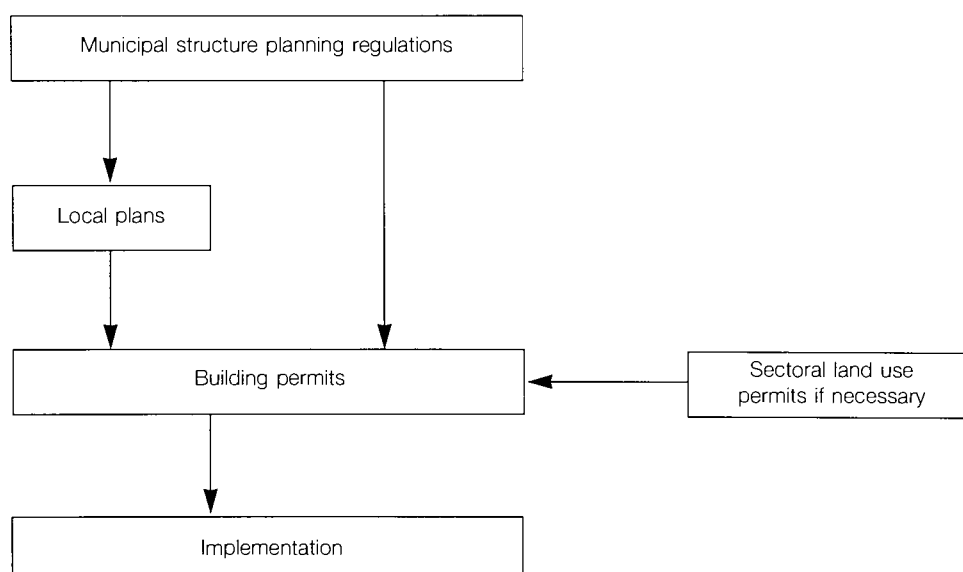 Municipal structure planning regulations
Local plans
Building permits
Sectoral land use
permits if necessary
Implementation